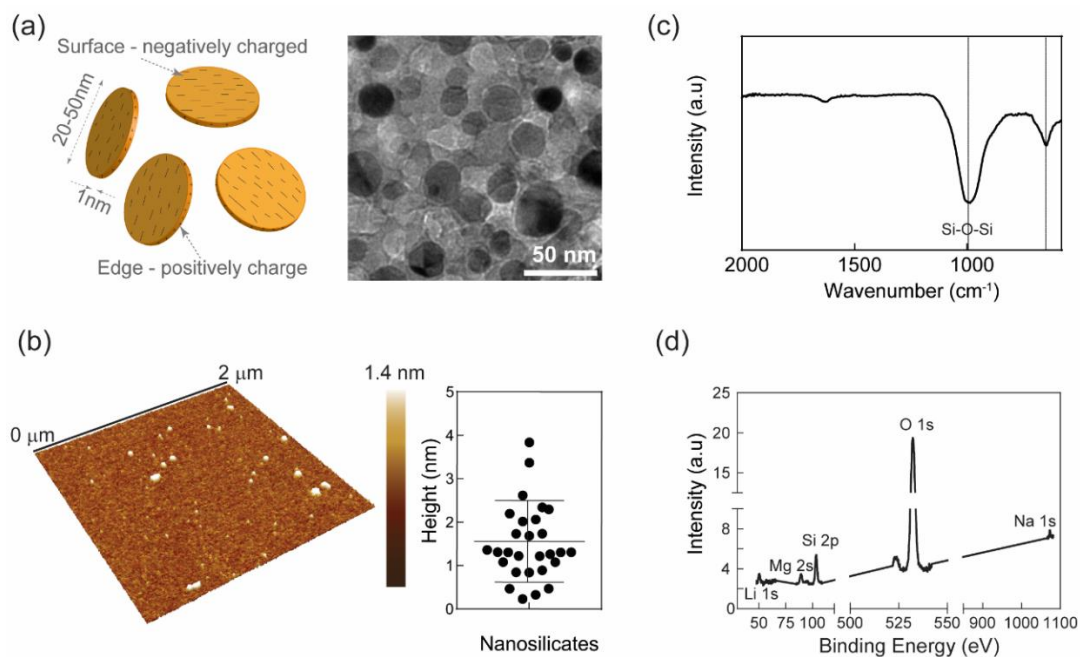 (a)
Surface - negatively charged
20-50nm
1nm
Edge - positively charge
50 nm
(c)
Intensity (a.u)
Si-O-Si
2000 1500 1000
Wavenumber (cm⁻¹)
(b)
2 μm
0 μm
1.4 nm
Height (nm)
5
4
3
2
1
0
Nanosilicates
(d)
Intensity (a.u)
25
20
15
8
4
0
O 1s
Na 1s
Si 2p
Mg 2s
Li 1s
50 75 100 500 525 550 900 1000 1100
Binding Energy (eV)